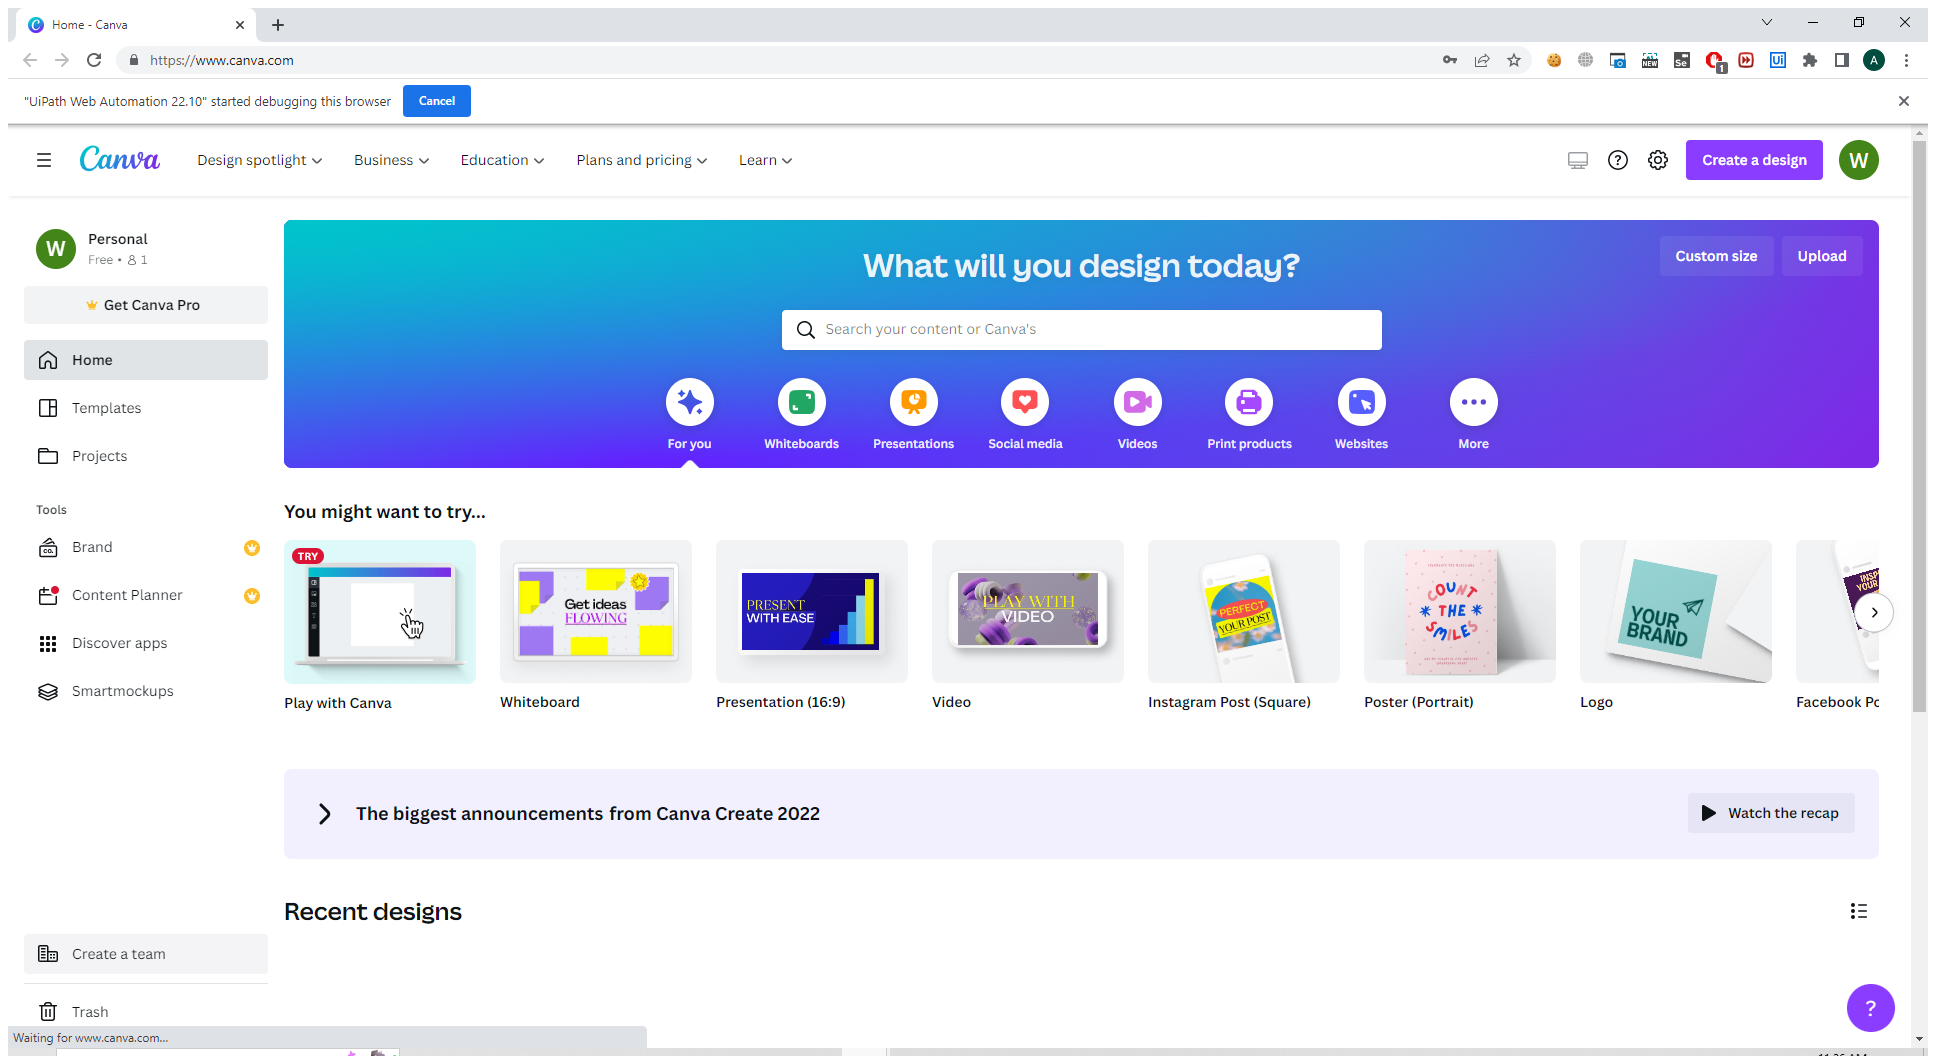 Home - Canva
https://www.canva.com
1
A
"UiPath Web Automation 22.10" started debugging this browser
Cancel
Canva
Design spotlight
Business
Education
Plans and pricing
Learn
Create a design
W
W
Personal
Free • 1
Get Canva Pro
Home
Templates
Projects
Tools
Brand
Content Planner
Discover apps
Smartmockups
Create a team
Trash
What will you design today?
Custom size
Upload
Search your content or Canva's
For you
Whiteboards
Presentations
Social media
Videos
Print products
Websites
More
You might want to try...
TRY
Play with Canva
Get ideas
FLOWING
Whiteboard
PRESENT
WITH EASE
Presentation (16:9)
PLAY WITH
VIDEO
Video
PERFECT
YOUR POST
Instagram Post (Square)
COUNT
THE
SMILES
Poster (Portrait)
YOUR
BRAND
Logo
Facebook Po
The biggest announcements from Canva Create 2022
Watch the recap
Recent designs
?
Waiting for www.canva.com...